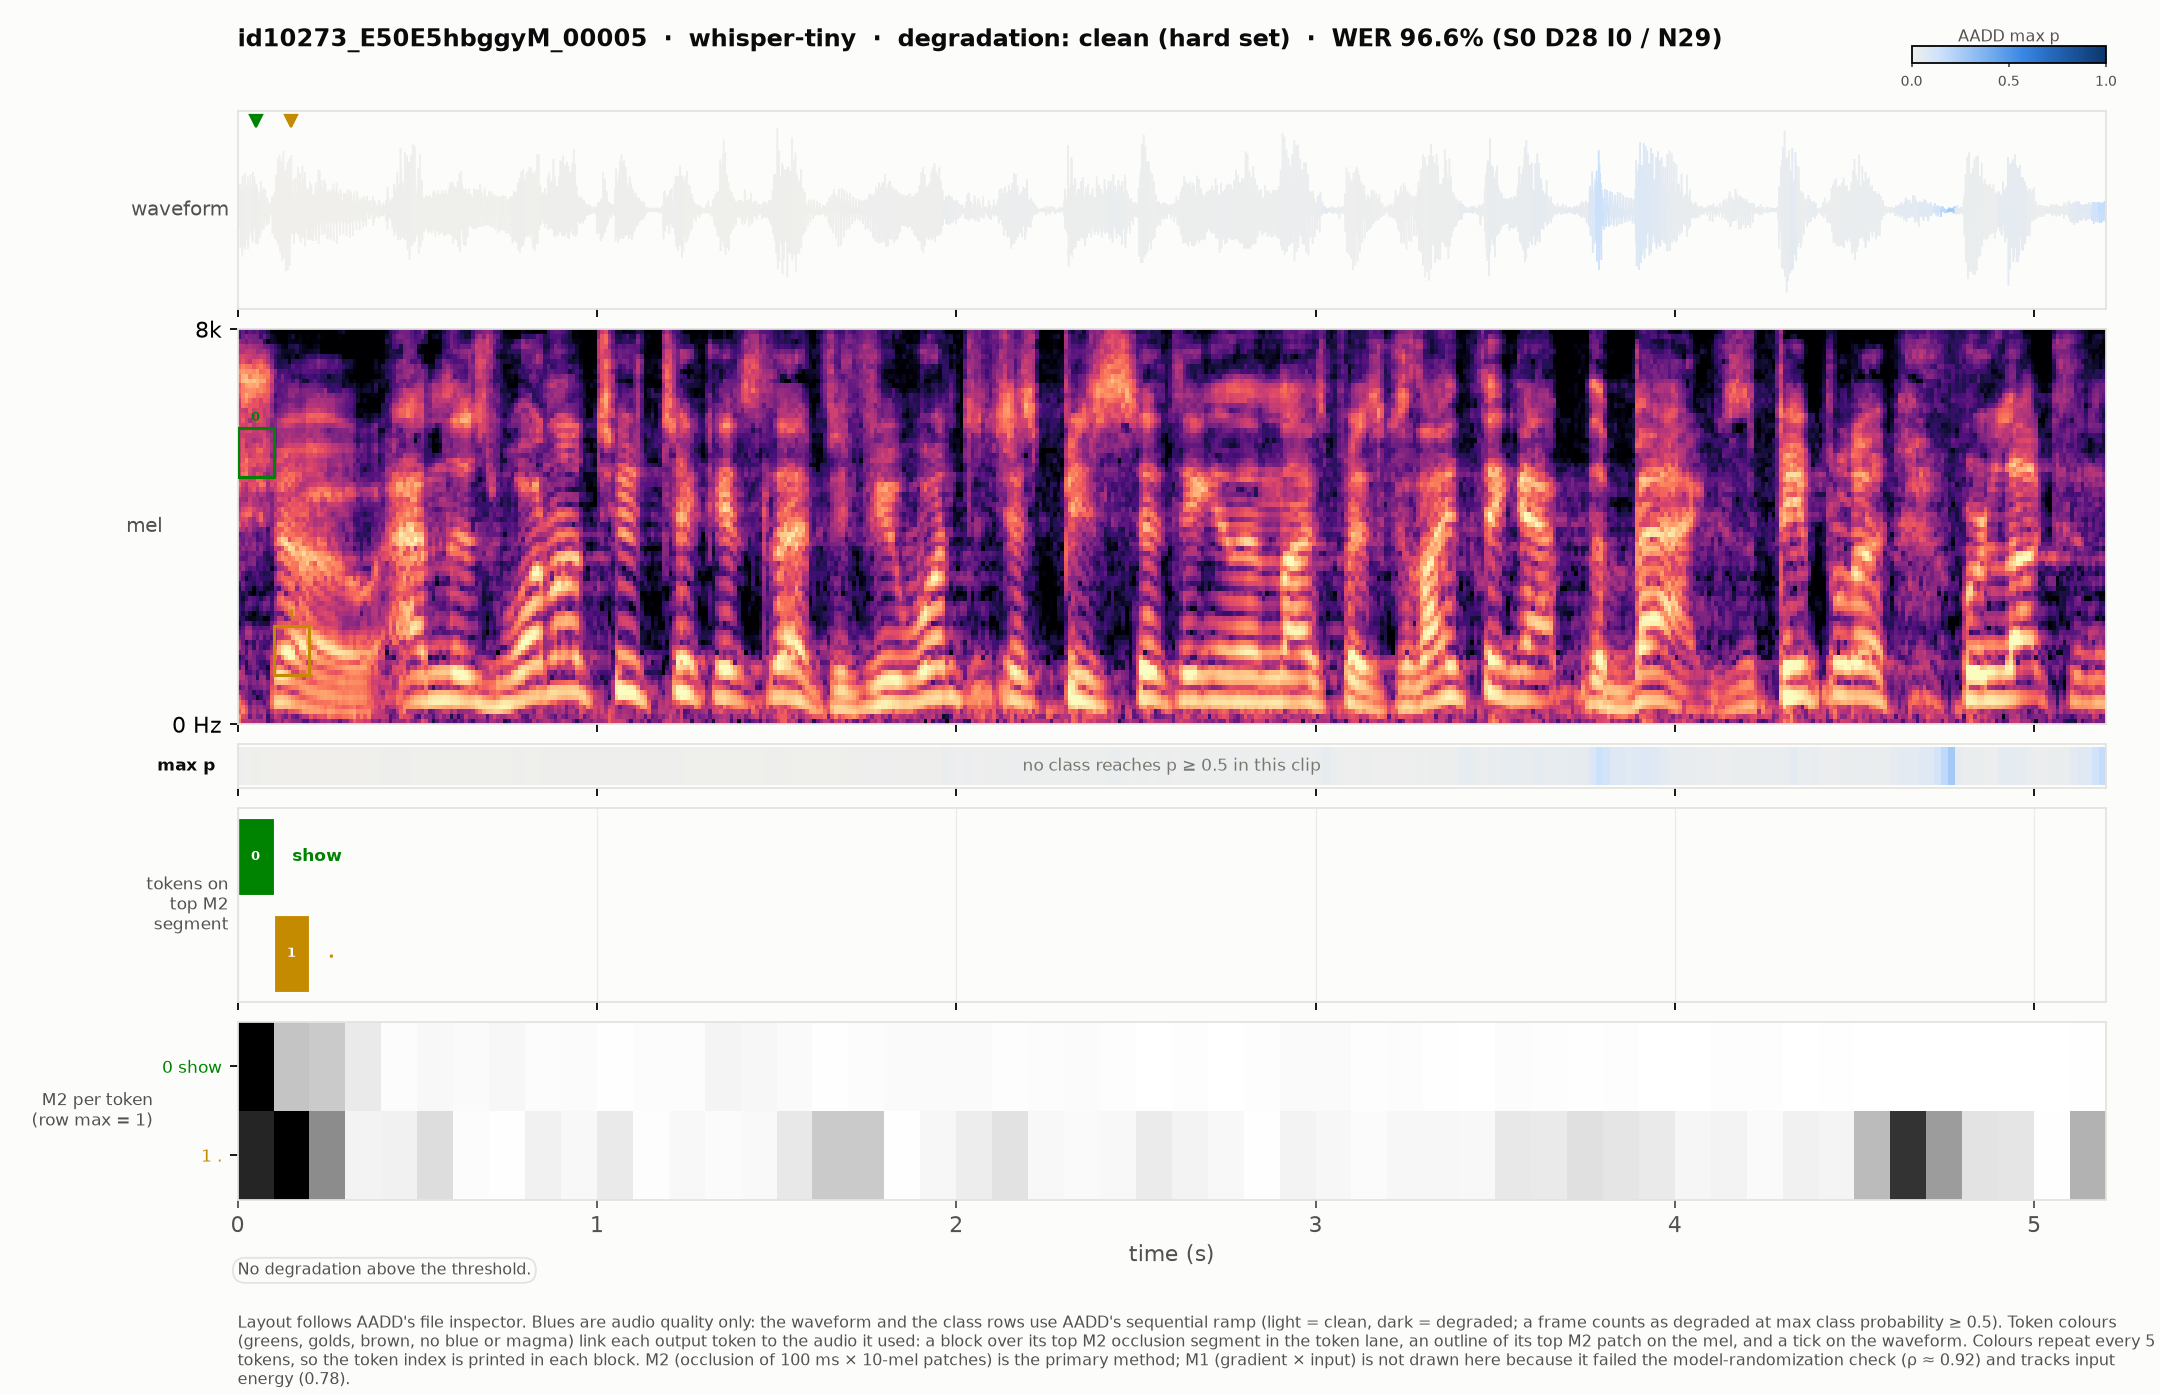 id10273_E50E5hbggyM_00005 · whisper-tiny · degradation: clean (hard set) · WER 96.6% (S0 D28 I0 / N29)
AADD max p
0.0 0.5 1.0
waveform
8k
0
mel
0 Hz
max p
no class reaches p ≥ 0.5 in this clip
0 show
tokens on
top M2
segment
1 .
0 show
M2 per token
(row max = 1)
1 .
0 1 2 3 4 5
time (s)
No degradation above the threshold.
Layout follows AADD's file inspector. Blues are audio quality only: the waveform and the class rows use AADD's sequential ramp (light = clean, dark = degraded; a frame counts as degraded at max class probability ≥ 0.5). Token colours
(greens, golds, brown, no blue or magma) link each output token to the audio it used: a block over its top M2 occlusion segment in the token lane, an outline of its top M2 patch on the mel, and a tick on the waveform. Colours repeat every 5
tokens, so the token index is printed in each block. M2 (occlusion of 100 ms × 10-mel patches) is the primary method; M1 (gradient × input) is not drawn here because it failed the model-randomization check (ρ ≈ 0.92) and tracks input
energy (0.78).